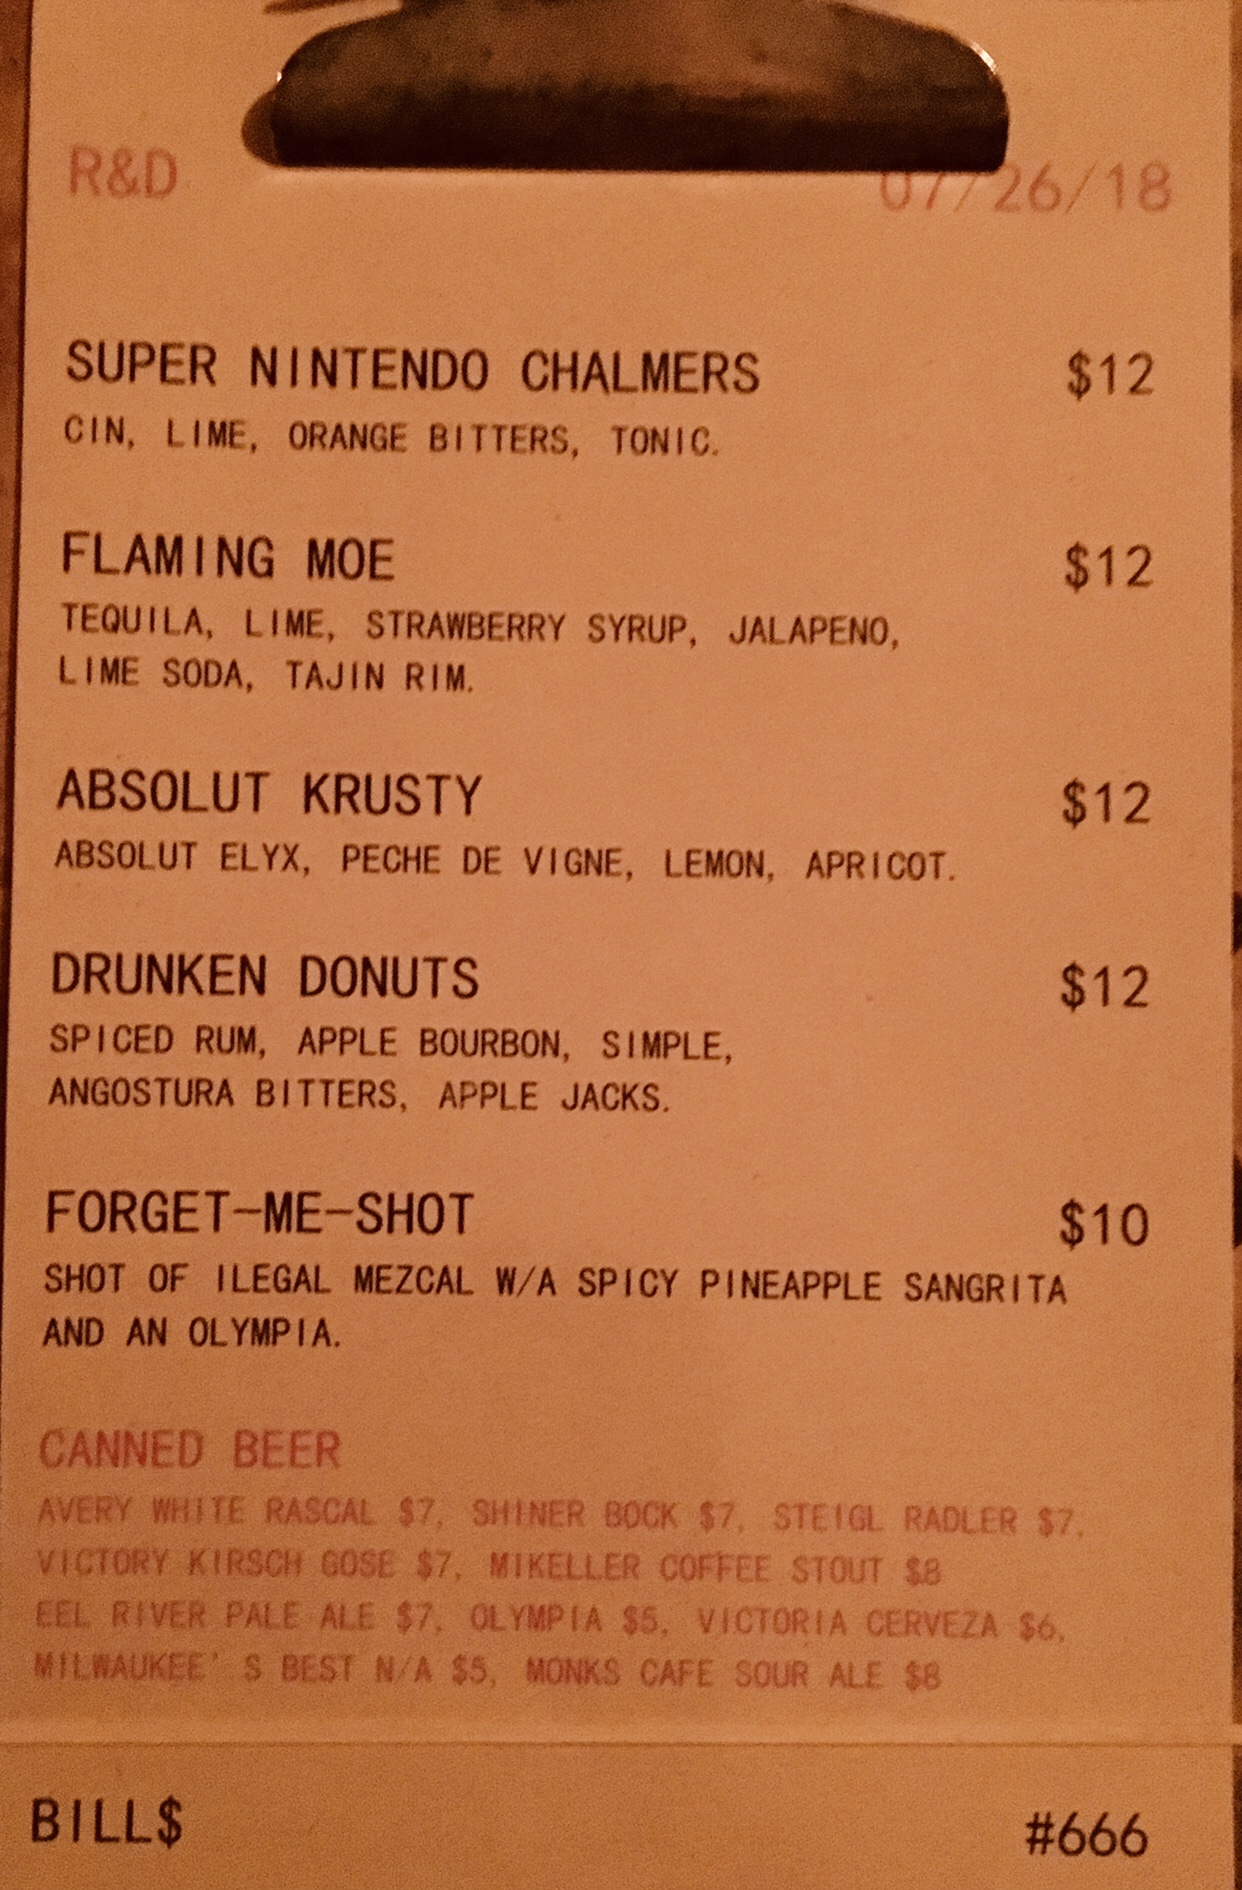 R&D 07/26/18
SUPER NINTENDO CHALMERS $12
GIN, LIME, ORANGE BITTERS, TONIC.
FLAMING MOE $12
TEQUILA, LIME, STRAWBERRY SYRUP, JALAPENO,
LIME SODA, TAJIN RIM.
ABSOLUT KRUSTY $12
ABSOLUT ELYX, PECHE DE VIGNE, LEMON, APRICOT.
DRUNKEN DONUTS $12
SPICED RUM, APPLE BOURBON, SIMPLE,
ANGOSTURA BITTERS, APPLE JACKS.
FORGET-ME-SHOT $10
SHOT OF ILEGAL MEZCAL W/A SPICY PINEAPPLE SANGRITA
AND AN OLYMPIA.
CANNED BEER
AVERY WHITE RASCAL $7, SHINER BOCK $7, STEIGL RADLER $7,
VICTORY KIRSCH GOSE $7, MIKELLER COFFEE STOUT $8
EEL RIVER PALE ALE $7, OLYMPIA $5, VICTORIA CERVEZA $6,
MILWAUKEE'S BEST N/A $5, MONKS CAFE SOUR ALE $8
BILL$ #666